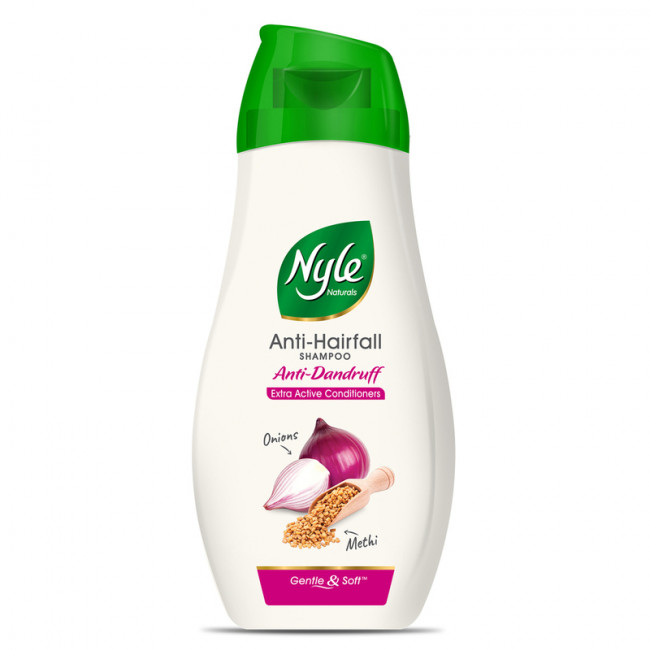 Nyle®
Naturals
Anti-Hairfall
SHAMPOO
Anti-Dandruff
Extra Active Conditioners
Onions
Methi
Gentle & Soft™